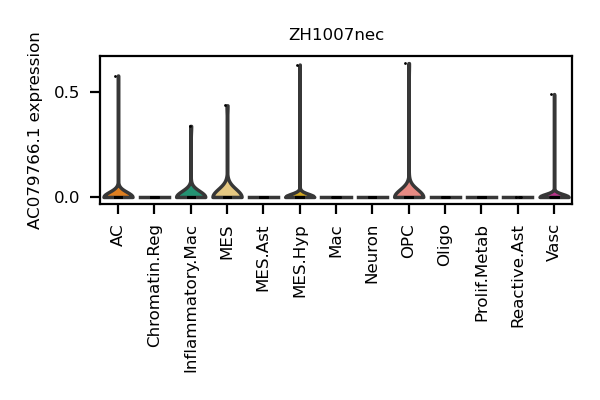 ZH1007nec
AC079766.1 expression
0.5
0.0
AC
Chromatin.Reg
Inflammatory.Mac
MES
MES.Ast
MES.Hyp
Mac
Neuron
OPC
Oligo
Prolif.Metab
Reactive.Ast
Vasc